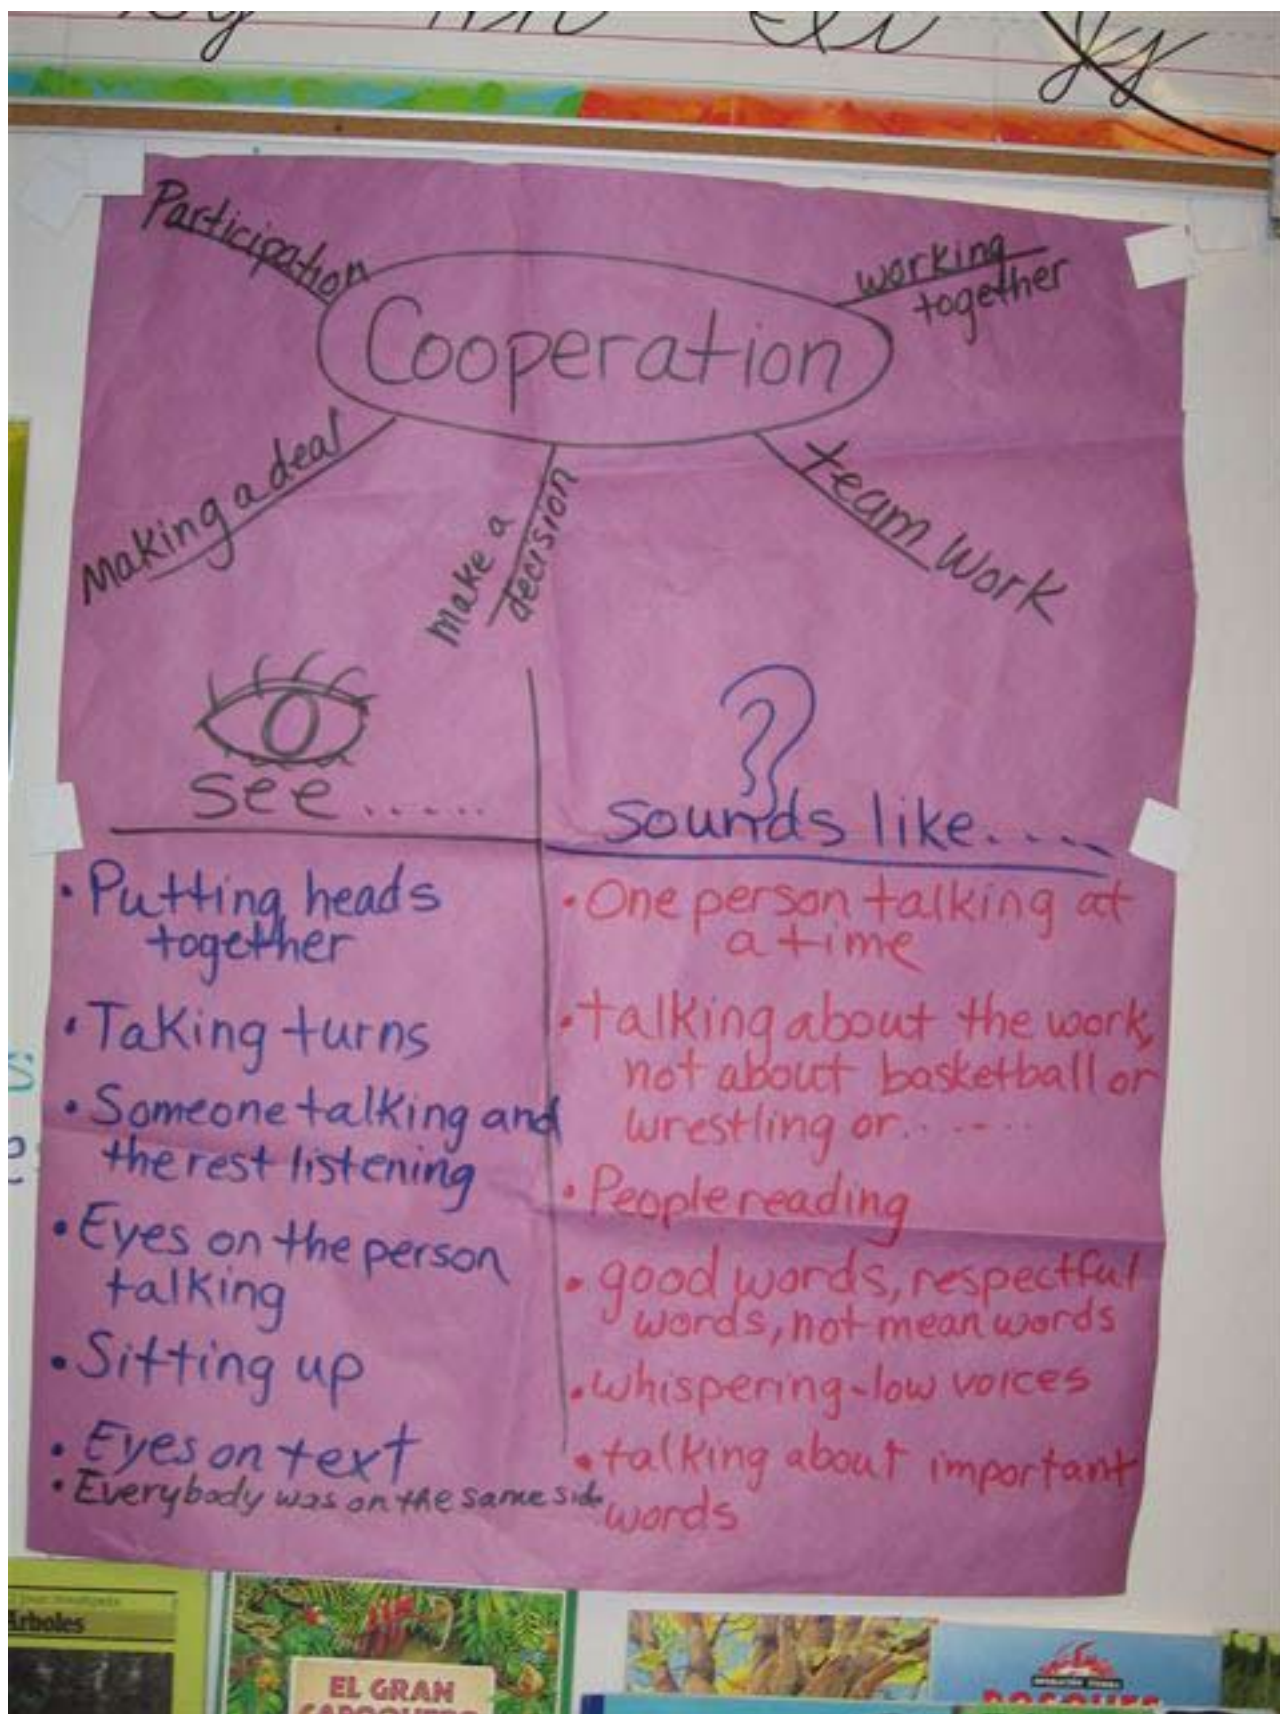 Participation
working
together
Cooperation
Making a deal
make a
decision
team work
see.....
sounds like....
• Putting heads
together
• Taking turns
• Someone talking and
the rest listening
• Eyes on the person
talking
• Sitting up
• Eyes on text
• Everybody was on the same side
• One person talking at
a time
• talking about the work,
not about basketball or
wrestling or......
• People reading
• good words, respectful
words, not mean words
• whispering-low voices
• talking about important
words
Arboles
EL GRAN
CAPOQUERO